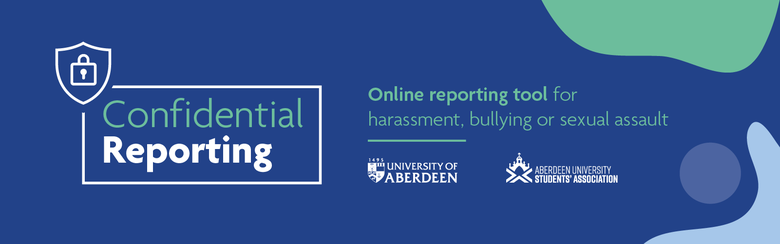 Confidential
Reporting
Online reporting tool for
harassment, bullying or sexual assault
1495
UNIVERSITY OF
ABERDEEN
ABERDEEN UNIVERSITY
STUDENTS' ASSOCIATION